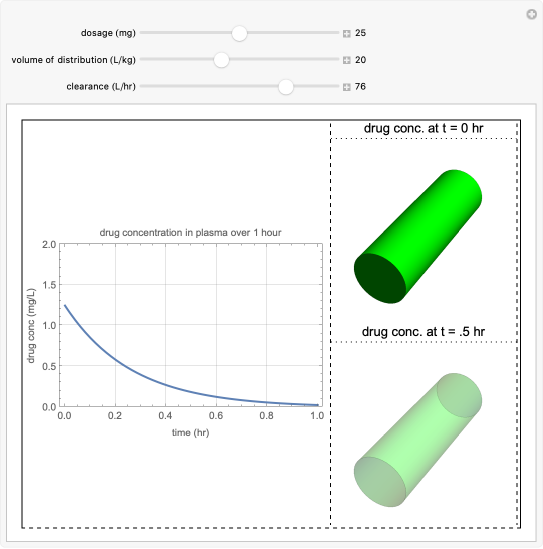 dosage (mg) 25
volume of distribution (L/kg) 20
clearance (L/hr) 76
drug conc. at t = 0 hr
drug concentration in plasma over 1 hour
2.0
1.5
1.0
0.5
0.0
drug conc (mg/L)
0.0 0.2 0.4 0.6 0.8 1.0
time (hr)
drug conc. at t = .5 hr